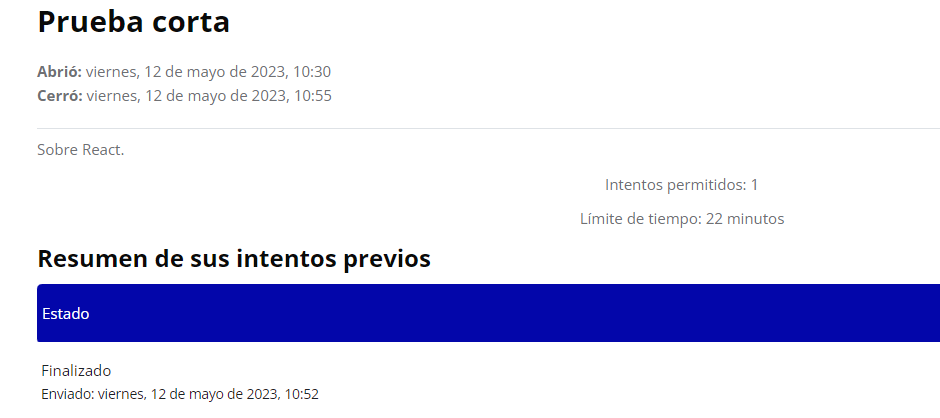 Prueba corta
Abrió: viernes, 12 de mayo de 2023, 10:30
Cerró: viernes, 12 de mayo de 2023, 10:55
Sobre React.
Intentos permitidos: 1
Límite de tiempo: 22 minutos
Resumen de sus intentos previos
Estado
Finalizado
Enviado: viernes, 12 de mayo de 2023, 10:52